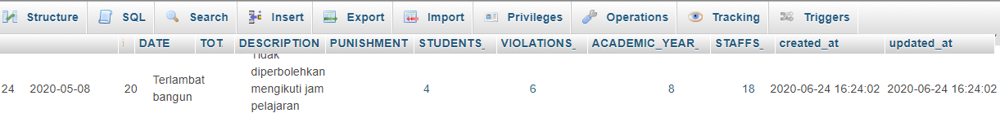 Structure SQL Search Insert Export Import Privileges Operations Tracking Triggers
DATE TOT DESCRIPTION PUNISHMENT STUDENTS_ VIOLATIONS_ ACADEMIC_YEAR_ STAFFS_ created_at updated_at
24 2020-05-08 20 Terlambat bangun Tidak diperbolehkan mengikuti jam pelajaran 4 6 8 18 2020-06-24 16:24:02 2020-06-24 16:24:02